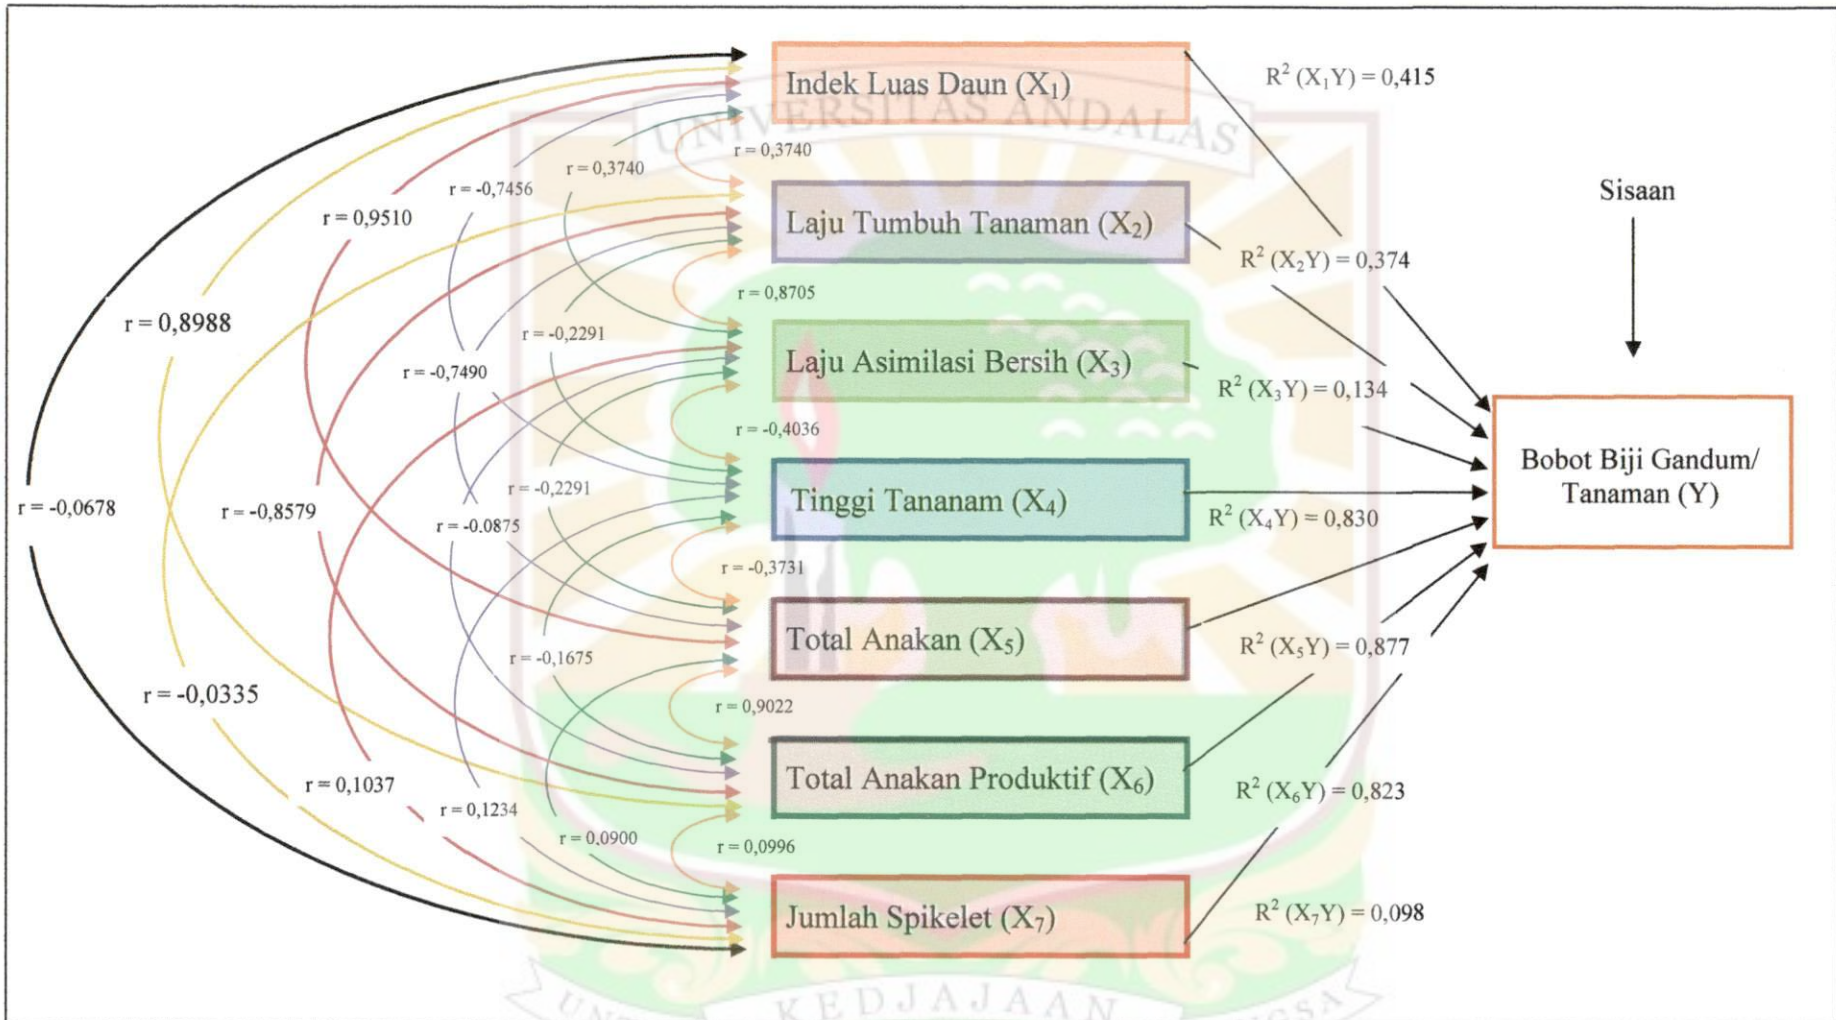 UNIVERSITAS ANDALAS
Indek Luas Daun (X₁)
R² (X₁Y) = 0,415
r = 0,3740
r = 0,3740
r = -0,7456
r = 0,9510
Laju Tumbuh Tanaman (X₂)
Sisaan
R² (X₂Y) = 0,374
r = 0,8705
r = 0,8988
r = -0,2291
r = -0,7490
Laju Asimilasi Bersih (X₃)
R² (X₃Y) = 0,134
r = -0,4036
Bobot Biji Gandum/
Tanaman (Y)
r = -0,0678
r = -0,8579
r = -0,2291
r = -0.0875
Tinggi Tananam (X₄)
R² (X₄Y) = 0,830
r = -0,3731
Total Anakan (X₅)
R² (X₅Y) = 0,877
r = -0,1675
r = -0,0335
r = 0,9022
Total Anakan Produktif (X₆)
R² (X₆Y) = 0,823
r = 0,1037
r = 0,1234
r = 0,0900
r = 0,0996
Jumlah Spikelet (X₇)
R² (X₇Y) = 0,098
KEDJAJAAN